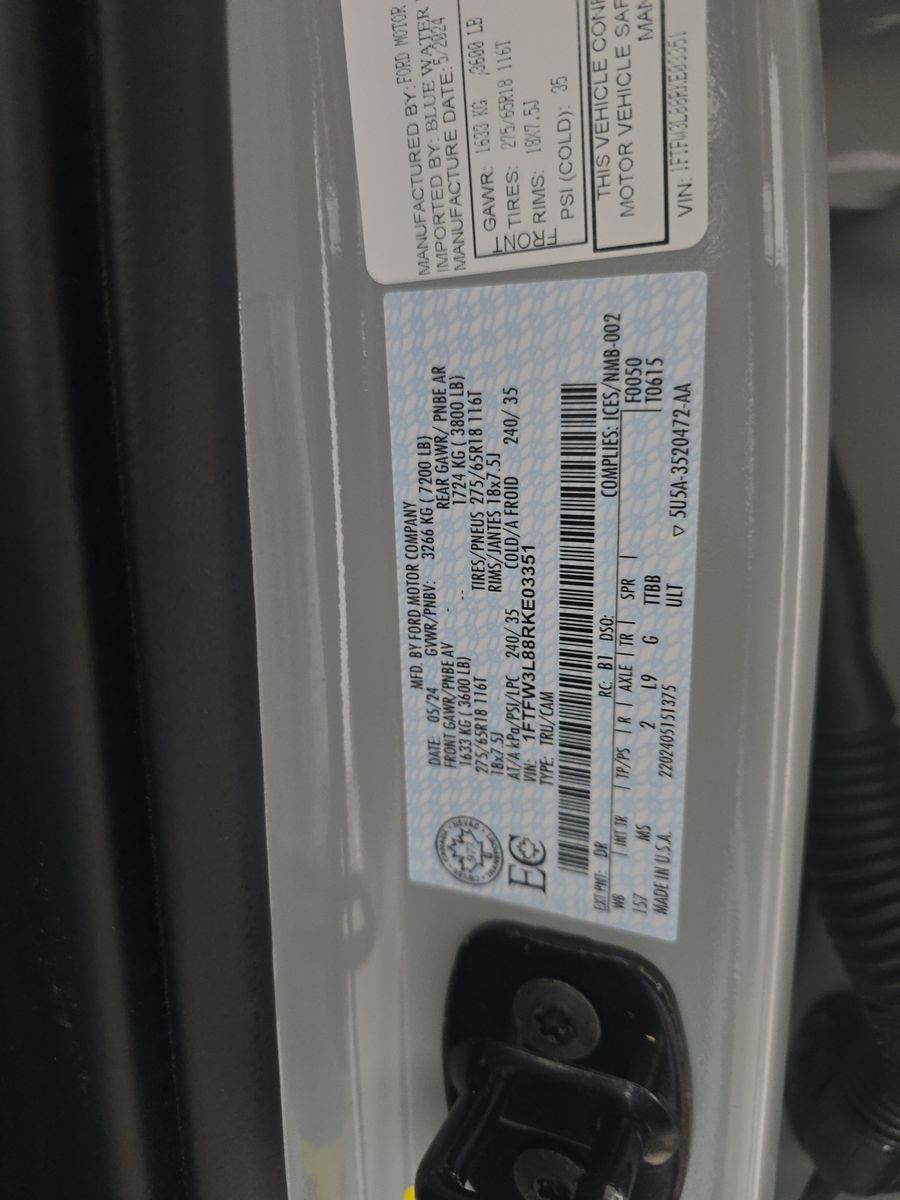 MFD. BY FORD MOTOR COMPANY
DATE: 05/24 GVWR/PNBV: 3266 KG ( 7200 LB)
FRONT GAWR/PNBE AV REAR GAWR/ PNBE AR
1633 KG ( 3600 LB) 1724 KG ( 3800 LB)
275/65R18 116T TIRES/PNEUS 275/65R18 116T
18x7.5J RIMS/JANTES 18x7.5J
AT/A kPa/PSI/LPC 240/ 35 COLD/A FROID 240/ 35
VIN: 1FTFW3L88RKE03351
TYPE: TRU/CAM
EC
EXT PNT: DR RC: B1 DSO: COMPLIES: ICES/NMB-002
WB INT TR TP/PS R AXLE TR SPR F0050
157 MS 2 L9 G TTBB T0615
MADE IN U.S.A. 2202405151375 ULT
5U5A-3520472-AA
MANUFACTURED BY: FORD MOTOR
IMPORTED BY: BLUE WATER
MANUFACTURE DATE: 5/2024
FRONT
GAWR: 1633 KG /3600 LB
TIRES: 275/65R18 116T
RIMS: 18X7.5J
PSI (COLD): 35
THIS VEHICLE CONF
MOTOR VEHICLE SAF
MAN
VIN: 1FTFW3L88RKE03351